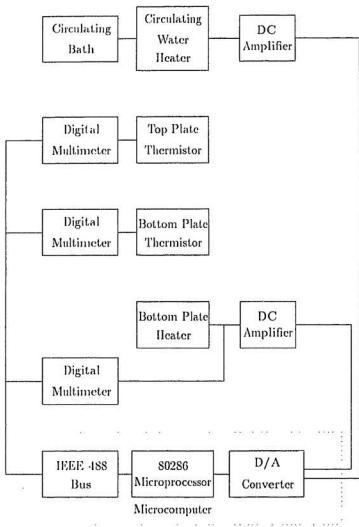 Circulating
Bath
Circulating
Water
Heater
DC
Amplifier
Digital
Multimeter
Top Plate
Thermistor
Digital
Multimeter
Bottom Plate
Thermistor
Bottom Plate
Heater
DC
Amplifier
Digital
Multimeter
IEEE 488
Bus
80286
Microprocessor
D/A
Converter
Microcomputer